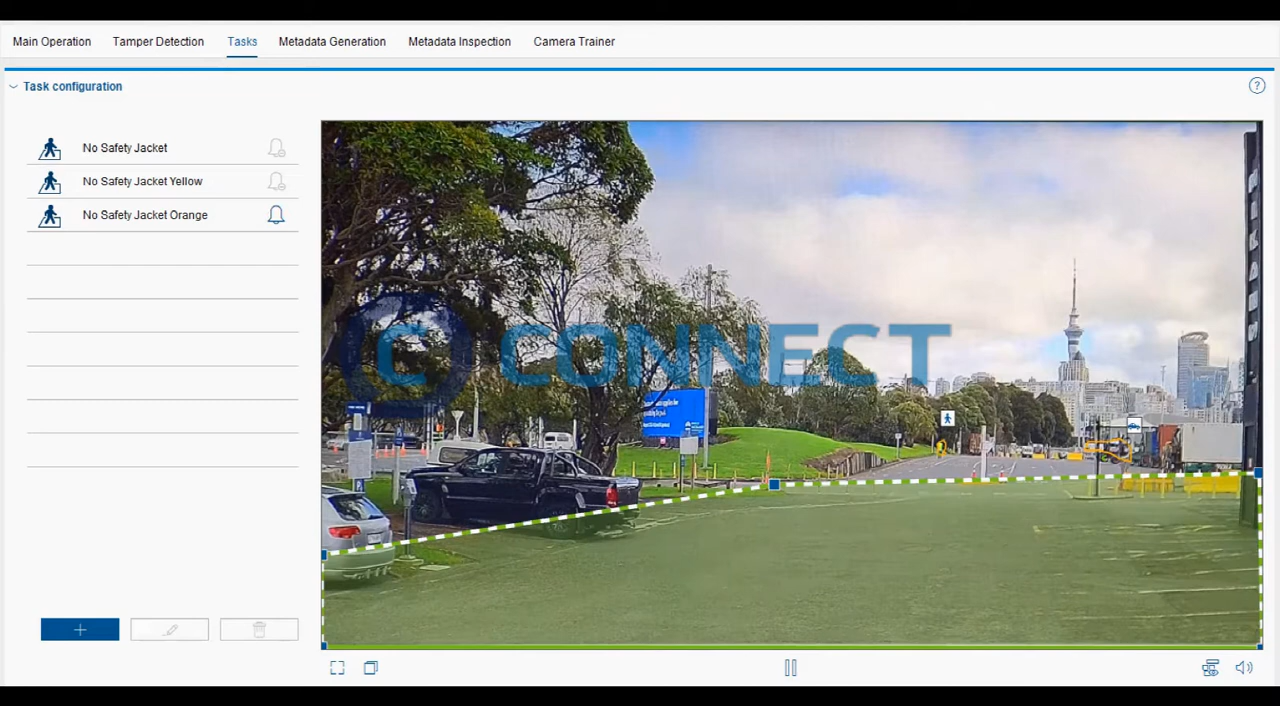 Main Operation
Tamper Detection
Tasks
Metadata Generation
Metadata Inspection
Camera Trainer
Task configuration
?
No Safety Jacket
No Safety Jacket Yellow
No Safety Jacket Orange
C CONNECT